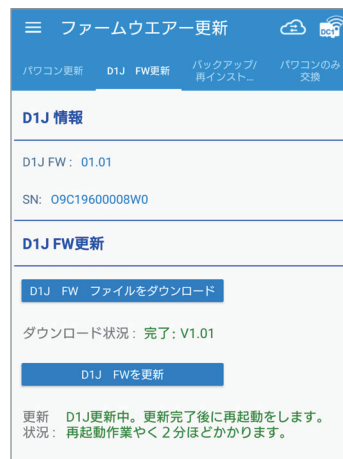 ファームウエアー更新
DC1
パワコン更新 D1J FW更新 バックアップ/ パワコンのみ
再インスト... 交換
D1J 情報
D1J FW : 01.01
SN: O9C19600008W0
D1J FW更新
D1J FW ファイルをダウンロード
ダウンロード状況 : 完了: V1.01
D1J FWを更新
更新 D1J更新中。更新完了後に再起動をします。
状況 : 再起動作業やく2分ほどかかります。